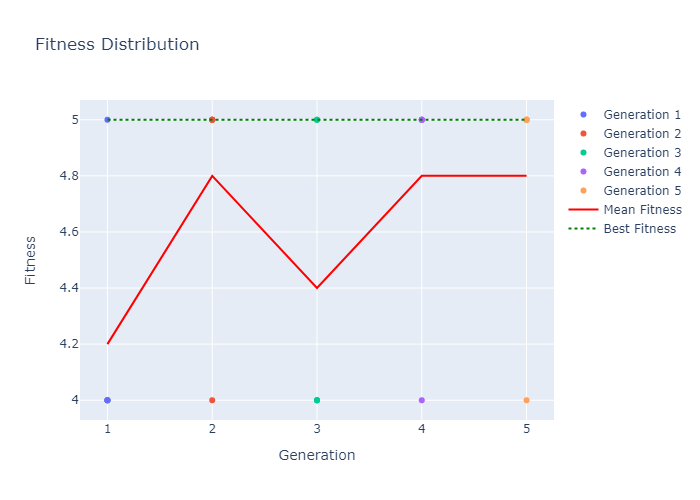 Fitness Distribution
Fitness
5
4.8
4.6
4.4
4.2
4
1
2
3
4
5
Generation
Generation 1
Generation 2
Generation 3
Generation 4
Generation 5
Mean Fitness
Best Fitness